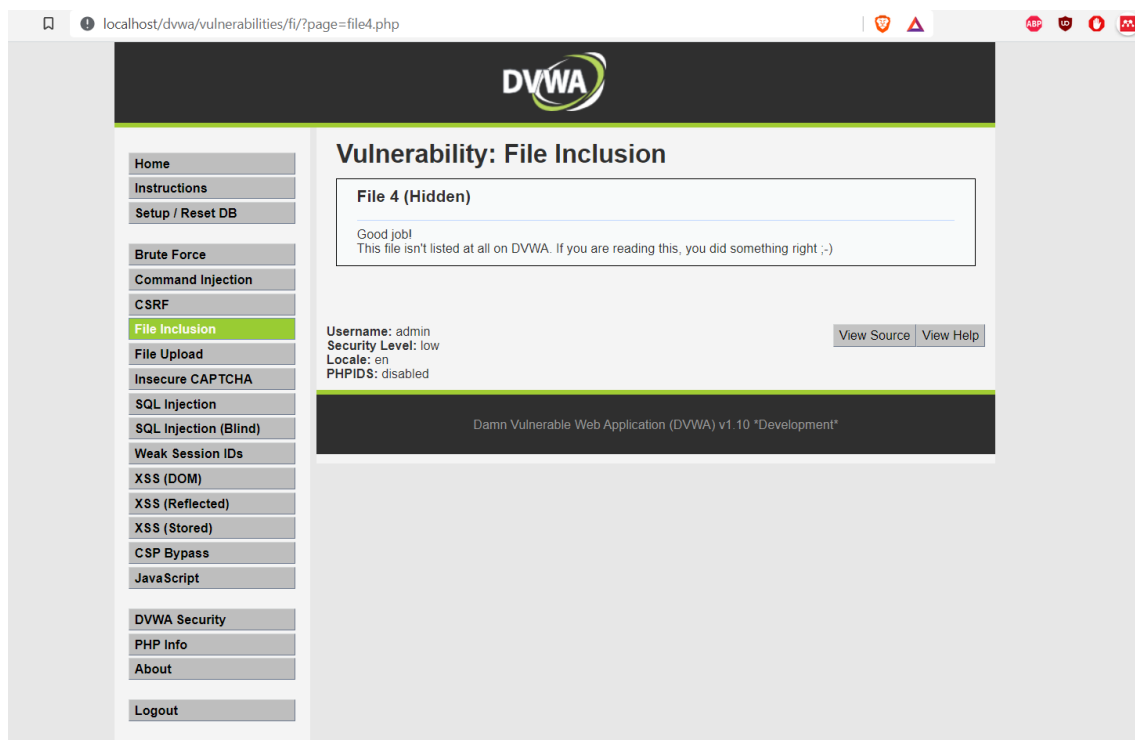 localhost/dvwa/vulnerabilities/fi/?page=file4.php
ABP
DVWA
Home
Instructions
Setup / Reset DB
Brute Force
Command Injection
CSRF
File Inclusion
File Upload
Insecure CAPTCHA
SQL Injection
SQL Injection (Blind)
Weak Session IDs
XSS (DOM)
XSS (Reflected)
XSS (Stored)
CSP Bypass
JavaScript
DVWA Security
PHP Info
About
Logout
Vulnerability: File Inclusion
File 4 (Hidden)
Good job!
This file isn't listed at all on DVWA. If you are reading this, you did something right ;-)
Username: admin
Security Level: low
Locale: en
PHPIDS: disabled
View Source View Help
Damn Vulnerable Web Application (DVWA) v1.10 *Development*